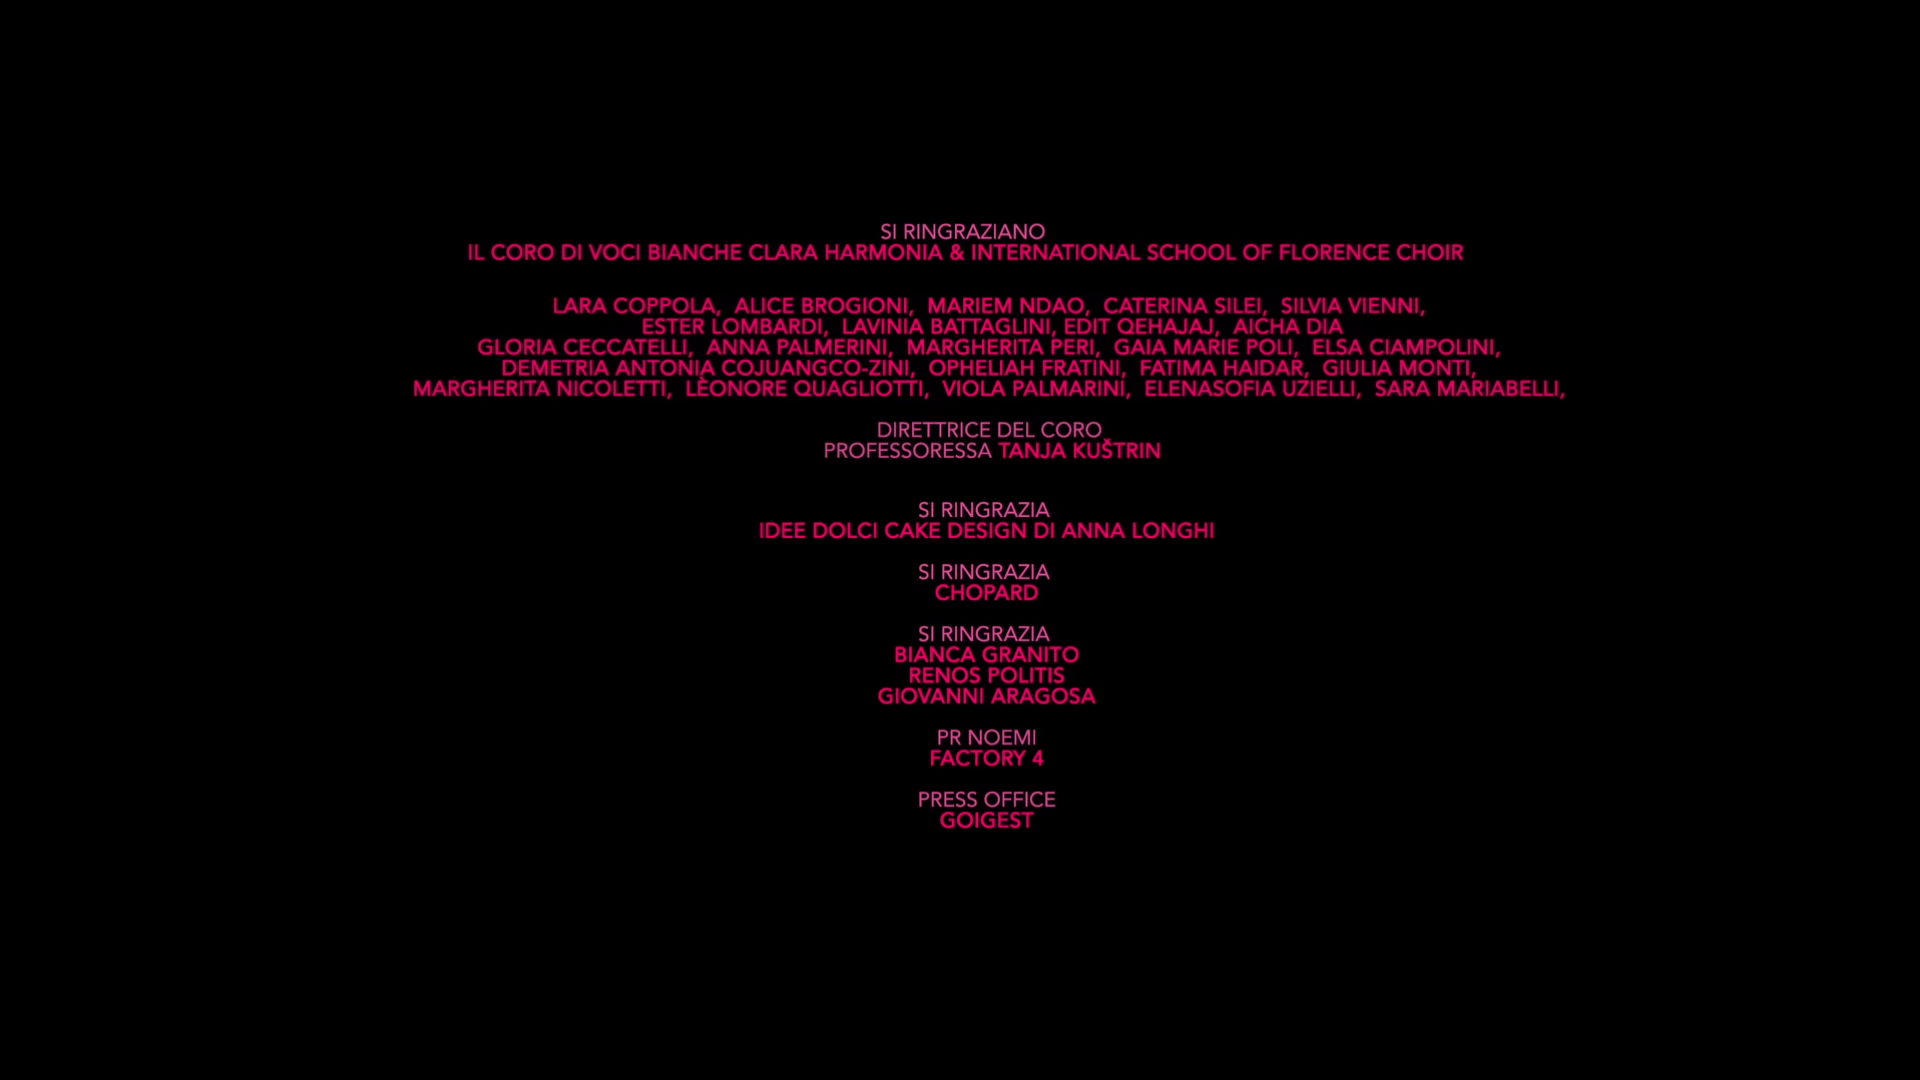 SI RINGRAZIANO
IL CORO DI VOCI BIANCHE CLARA HARMONIA & INTERNATIONAL SCHOOL OF FLORENCE CHOIR
LARA COPPOLA, ALICE BROGIONI, MARIEM NDAO, CATERINA SILEI, SILVIA VIENNI,
ESTER LOMBARDI, LAVINIA BATTAGLINI, EDIT QEHAJAJ, AICHA DIA
GLORIA CECCATELLI, ANNA PALMERINI, MARGHERITA PERI, GAIA MARIE POLI, ELSA CIAMPOLINI,
DEMETRIA ANTONIA COJUANGCO-ZINI, OPHELIAH FRATINI, FATIMA HAIDAR, GIULIA MONTI,
MARGHERITA NICOLETTI, LÈONORE QUAGLIOTTI, VIOLA PALMARINI, ELENASOFIA UZIELLI, SARA MARIABELLI,
DIRETTRICE DEL CORO
PROFESSORESSA TANJA KUŠTRIN
SI RINGRAZIA
IDEE DOLCI CAKE DESIGN DI ANNA LONGHI
SI RINGRAZIA
CHOPARD
SI RINGRAZIA
BIANCA GRANITO
RENOS POLITIS
GIOVANNI ARAGOSA
PR NOEMI
FACTORY 4
PRESS OFFICE
GOIGEST